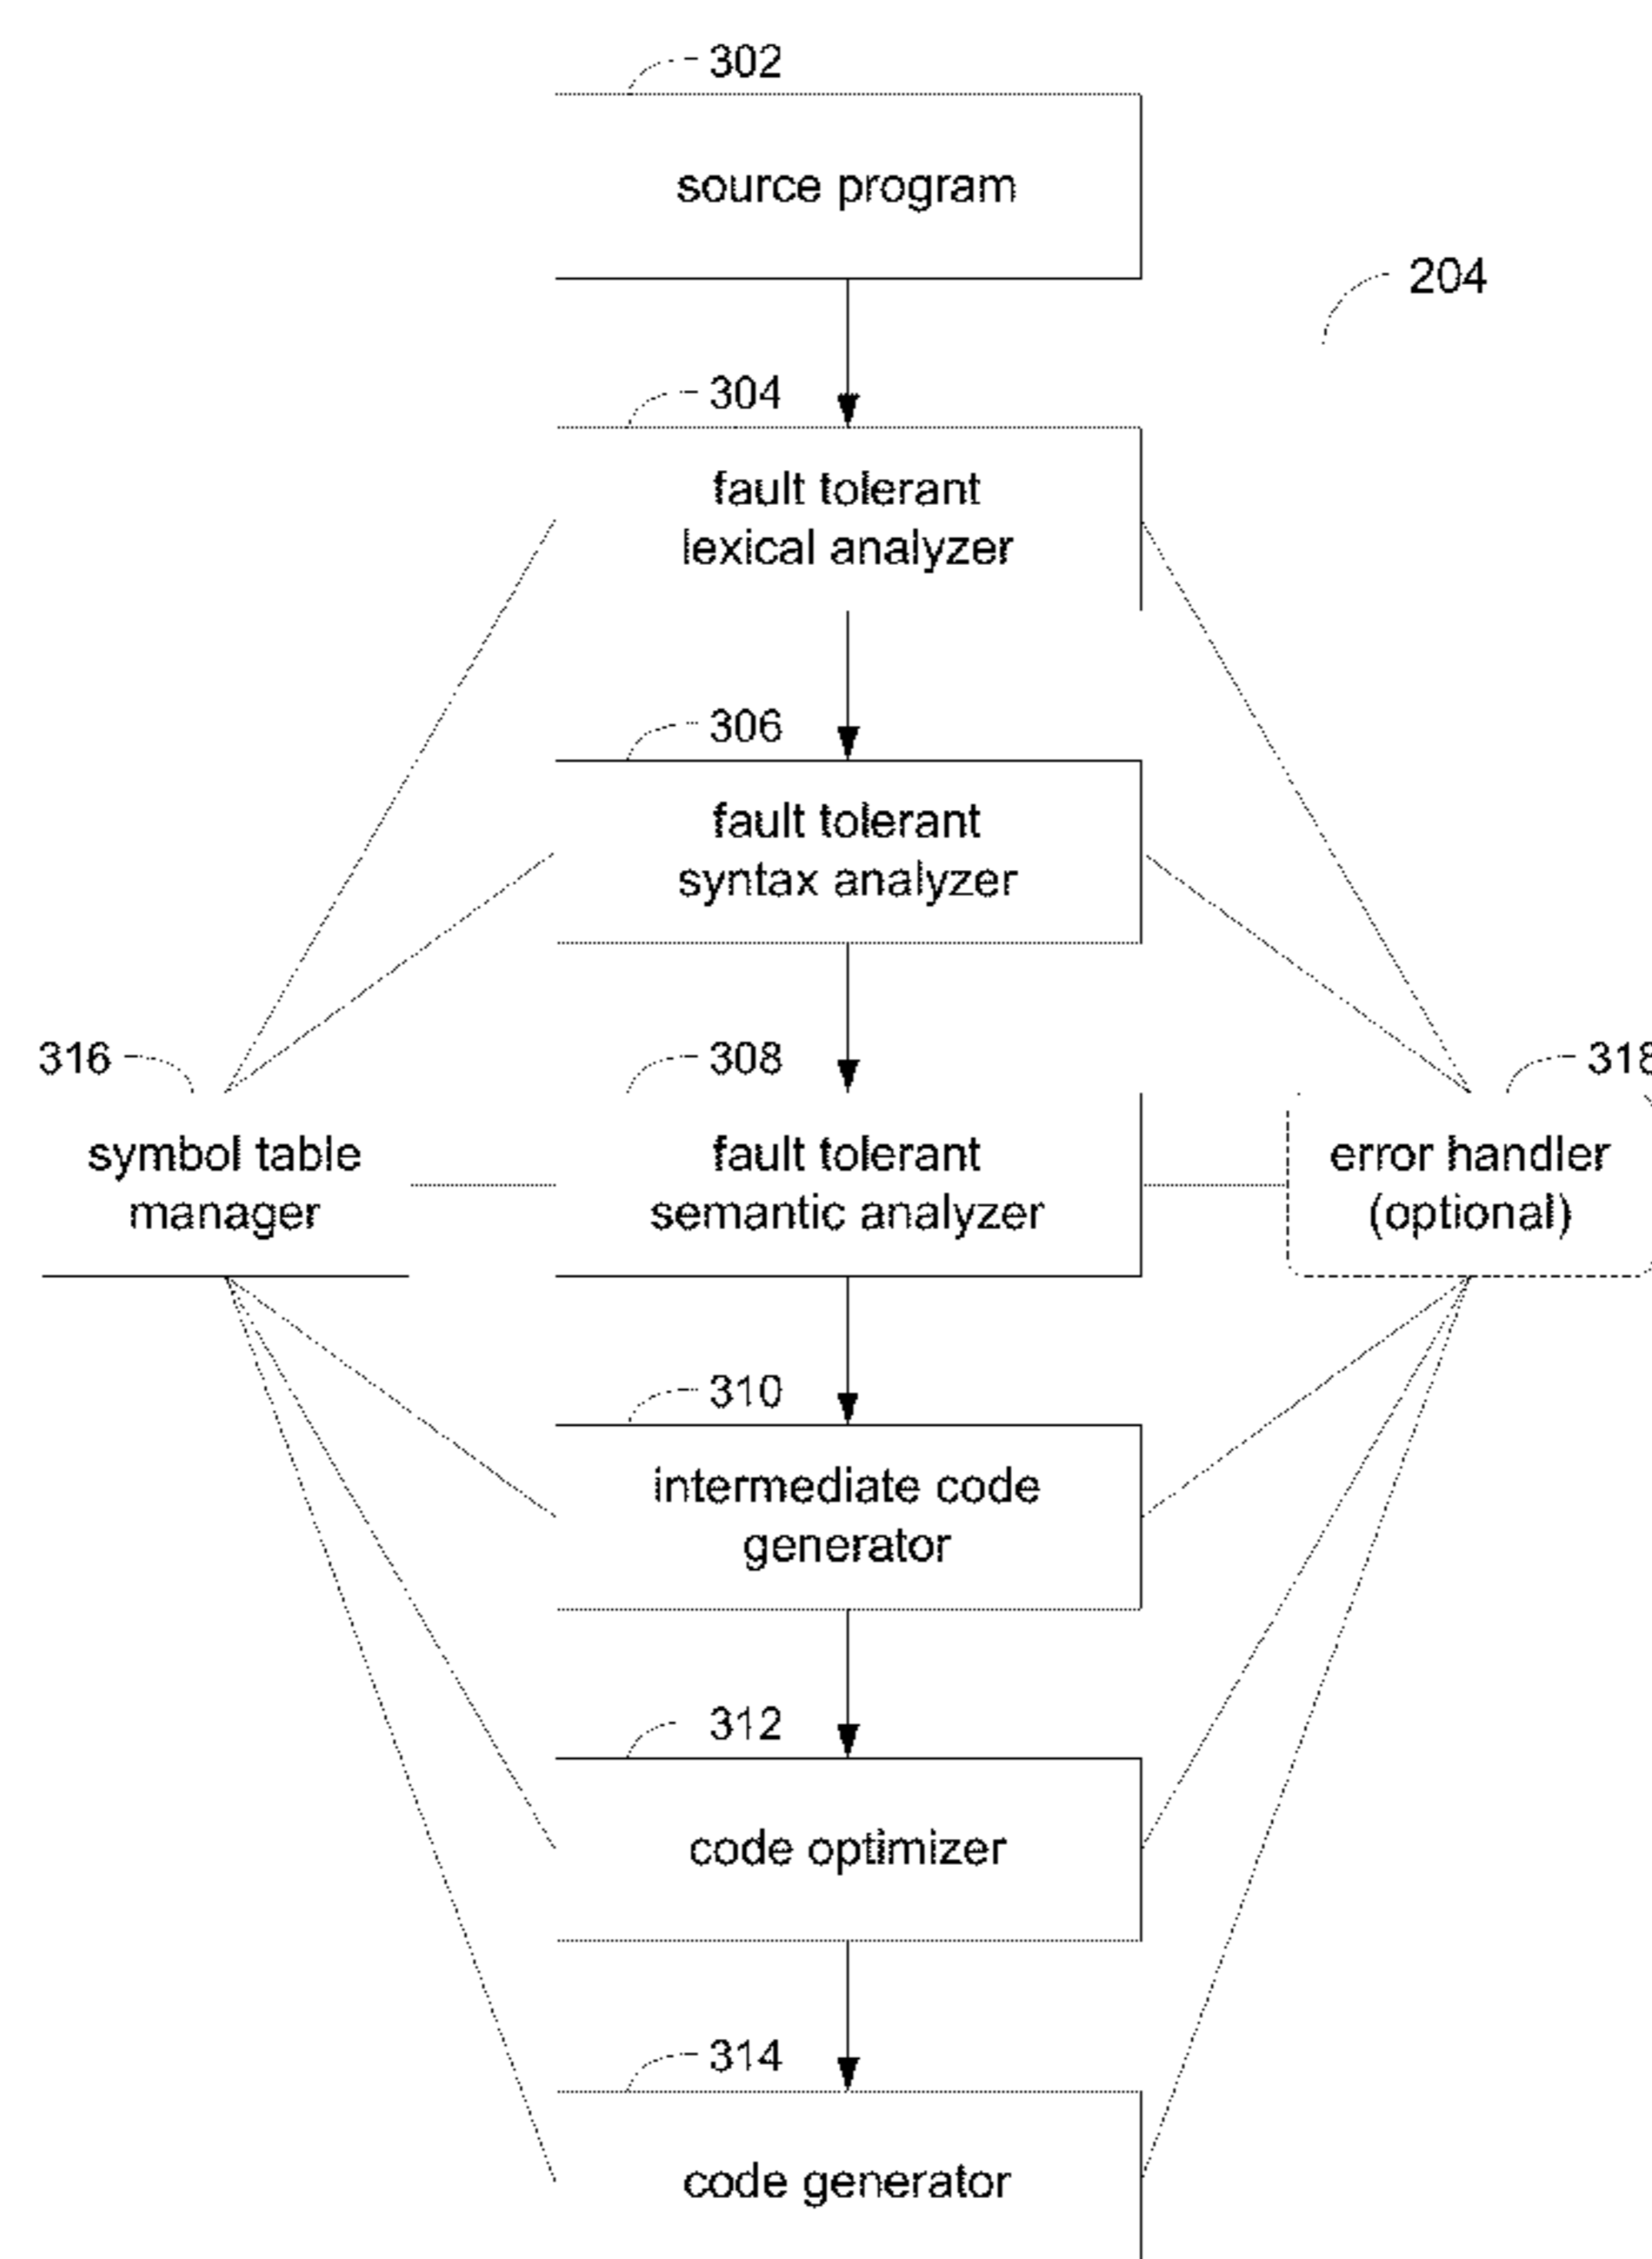 302
source program
204
304
fault tolerant
lexical analyzer
306
fault tolerant
syntax analyzer
316
308
318
symbol table
manager
fault tolerant
semantic analyzer
error handler
(optional)
310
intermediate code
generator
312
code optimizer
314
code generator